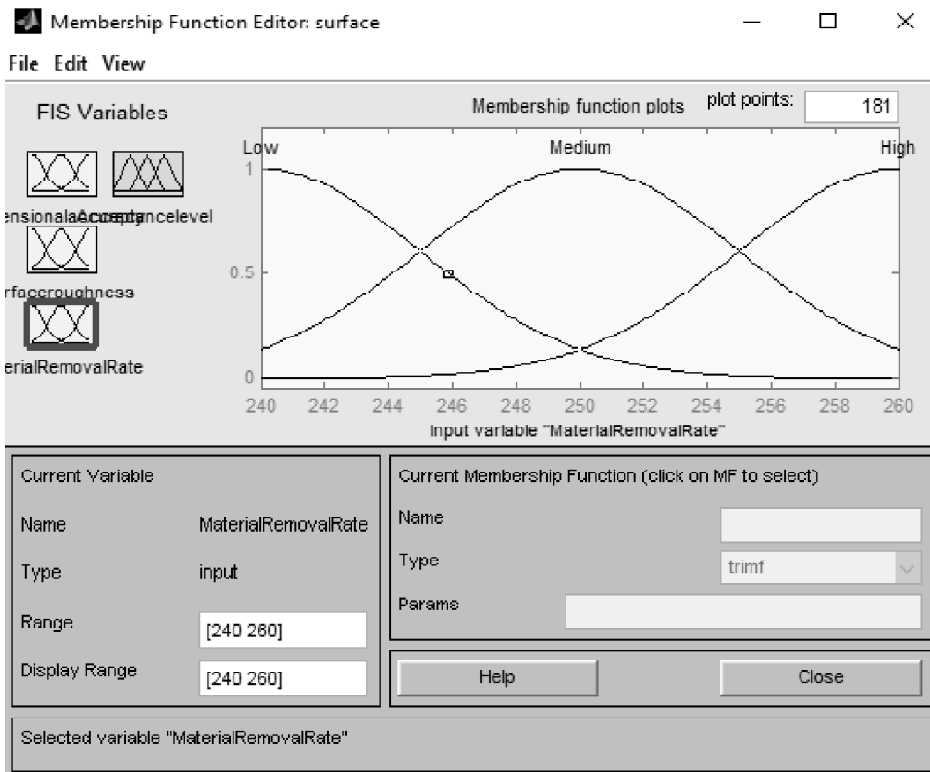 Membership Function Editor: surface
File Edit View
FIS Variables
Membership function plots
plot points:
181
Low
Medium
High
1
0.5
0
240 242 244 246 248 250 252 254 256 258 260
Input variable "MaterialRemovalRate"
ptancelevel
rfaceroughness
erialRemovalRate
Current Variable
Name MaterialRemovalRate
Type input
Range [240 260]
Display Range [240 260]
Current Membership Function (click on MF to select)
Name
Type trimf
Params
Help Close
Selected variable "MaterialRemovalRate"